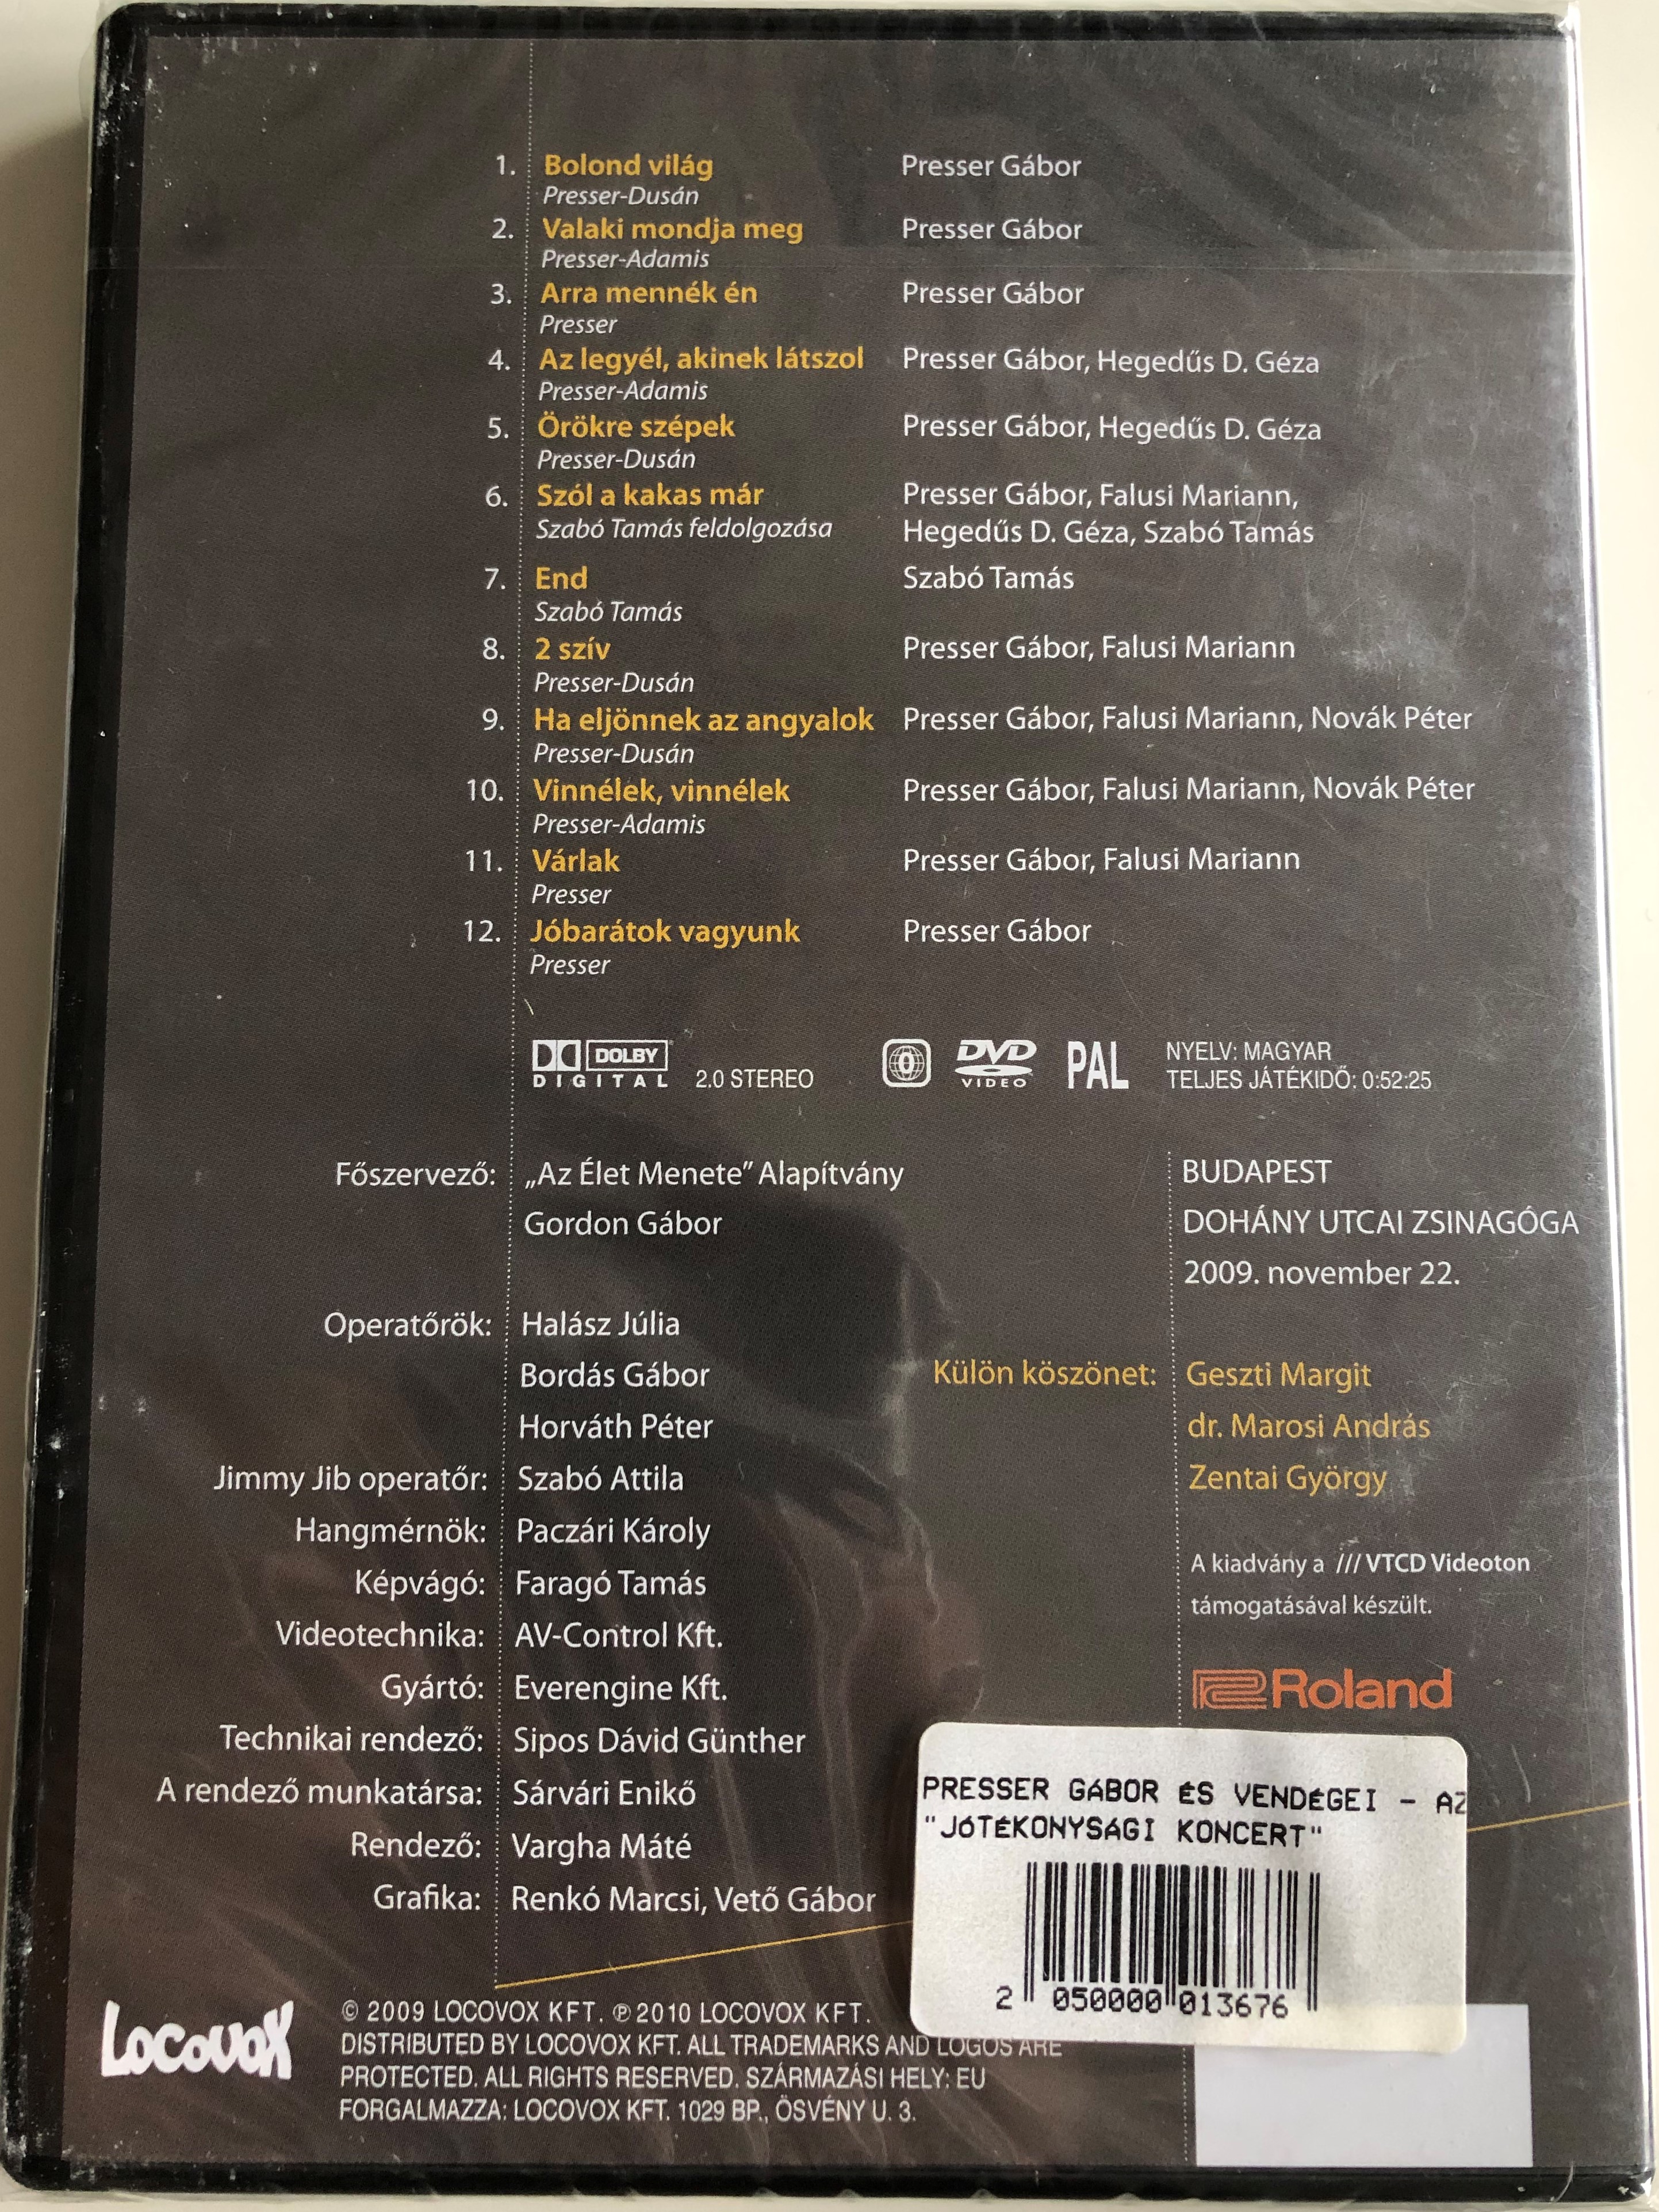 1. Bolond világ Presser Gábor
Presser-Dusán
2. Valaki mondja meg Presser Gábor
Presser-Adamis
3. Arra mennék én Presser Gábor
Presser
4. Az legyél, akinek látszol Presser Gábor, Hegedűs D. Géza
Presser-Adamis
5. Örökre szépek Presser Gábor, Hegedűs D. Géza
Presser-Dusán
6. Szól a kakas már Presser Gábor, Falusi Mariann,
Szabó Tamás feldolgozása Hegedűs D. Géza, Szabó Tamás
7. End Szabó Tamás
Szabó Tamás
8. 2 szív Presser Gábor, Falusi Mariann
Presser-Dusán
9. Ha eljönnek az angyalok Presser Gábor, Falusi Mariann, Novák Péter
Presser-Dusán
10. Vinnélek, vinnélek Presser Gábor, Falusi Mariann, Novák Péter
Presser-Adamis
11. Várlak Presser Gábor, Falusi Mariann
Presser
12. Jóbarátok vagyunk Presser Gábor
Presser
DOLBY
DIGITAL 2.0 STEREO
0
DVD
VIDEO
PAL
NYELV: MAGYAR
TELJES JÁTÉKIDŐ: 0:52:25
Főszervező: „Az Élet Menete” Alapítvány
Gordon Gábor
BUDAPEST
DOHÁNY UTCAI ZSINAGÓGA
2009. november 22.
Operatőrök: Halász Júlia
Bordás Gábor
Horváth Péter
Jimmy Jib operatőr: Szabó Attila
Hangmérnök: Paczári Károly
Képvágó: Faragó Tamás
Videotechnika: AV-Control Kft.
Gyártó: Everengine Kft.
Technikai rendező: Sipos Dávid Günther
A rendező munkatársa: Sárvári Enikő
Rendező: Vargha Máté
Grafika: Renkó Marcsi, Vető Gábor
Külön köszönet: Geszti Margit
dr. Marosi András
Zentai György
A kiadvány a /// VTCD Videoton
támogatásával készült.
Roland
PRESSER GÁBOR ÉS VENDÉGEI - AZ
"JÓTÉKONYSÁGI KONCERT"
2 050000 013676
LOCOVOX
© 2009 LOCOVOX KFT. ℗ 2010 LOCOVOX KFT.
DISTRIBUTED BY LOCOVOX KFT. ALL TRADEMARKS AND LOGOS ARE
PROTECTED. ALL RIGHTS RESERVED. SZÁRMAZÁSI HELY: EU
FORGALMAZZA: LOCOVOX KFT. 1029 BP., ÖSVÉNY U. 3.